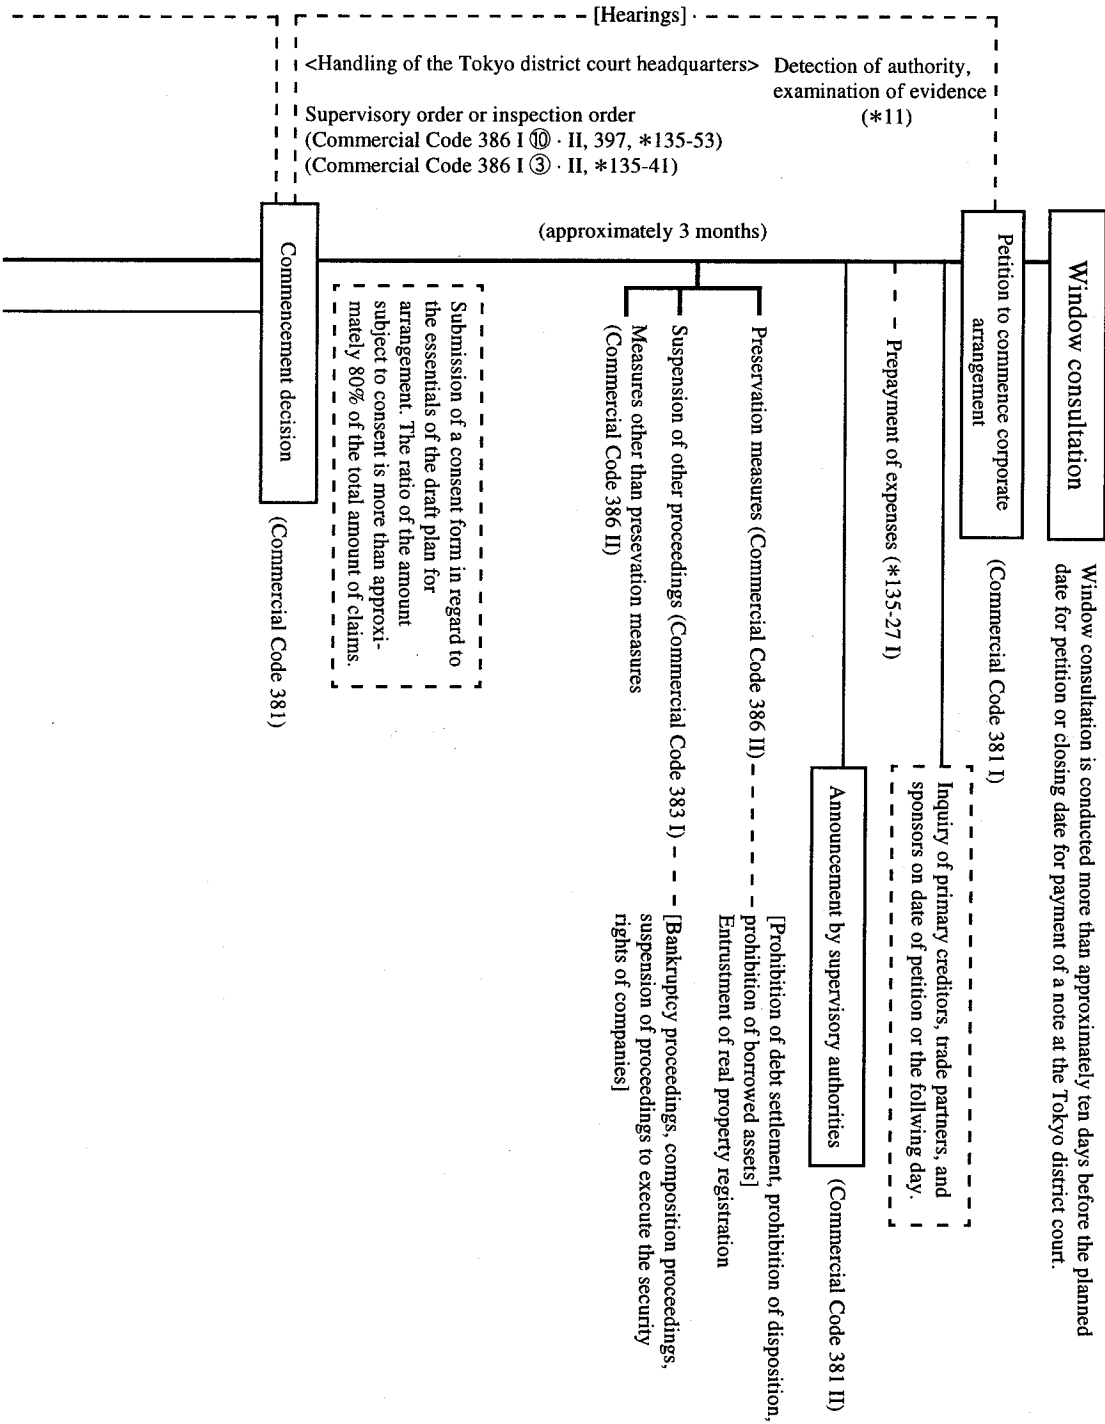 [Hearings]
<Handling of the Tokyo district court headquarters>
Detection of authority,
examination of evidence
(*11)
Supervisory order or inspection order
(Commercial Code 386 I ⑩ · II, 397, *135-53)
(Commercial Code 386 I ③ · II, *135-41)
(approximately 3 months)
Window consultation
Window consultation is conducted more than approximately ten days before the planned
date for petition or closing date for payment of a note at the Tokyo district court.
Petition to commence corporate
arrangement
(Commercial Code 381 I)
Inquiry of primary creditors, trade partners, and
sponsors on date of petition or the follwing day.
Prepayment of expenses (*135-27 I)
Announcement by supervisory authorities
(Commercial Code 381 II)
Preservation measures (Commercial Code 386 II)
[Prohibition of debt settlement, prohibition of disposition,
prohibition of borrowed assets]
Entrustment of real property registration
Suspension of other proceedings (Commercial Code 383 I)
[Bankruptcy proceedings, composition proceedings,
suspension of proceedings to execute the security
rights of companies]
Measures other than presevation measures
(Commercial Code 386 II)
Submission of a consent form in regard to
the essentials of the draft plan for
arrangement. The ratio of the amount
subject to consent is more than approxi-
mately 80% of the total amount of claims.
Commencement decision
(Commercial Code 381)